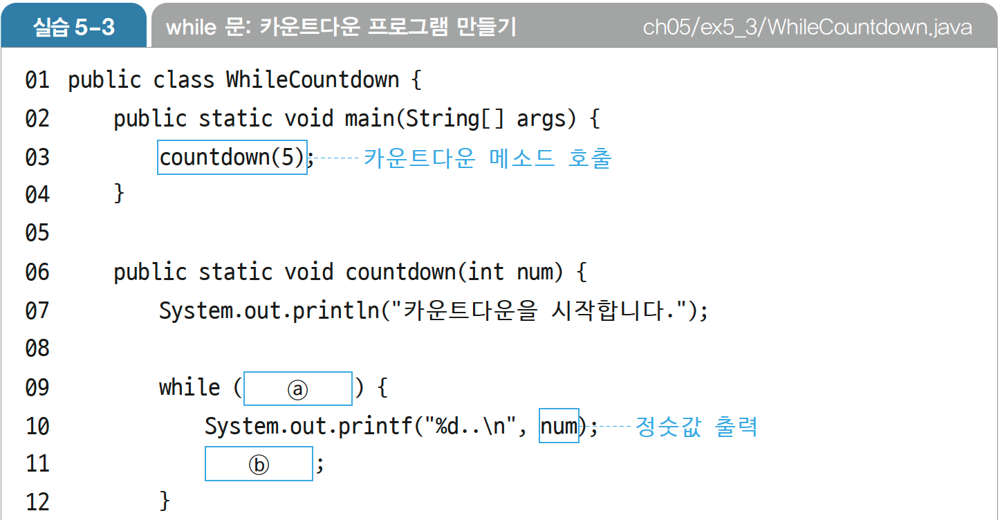 실습 5-3 while 문: 카운트다운 프로그램 만들기 ch05/ex5_3/WhileCountdown.java
01 public class WhileCountdown {
02 public static void main(String[] args) {
03 countdown(5); 카운트다운 메소드 호출
04 }
05
06 public static void countdown(int num) {
07 System.out.println("카운트다운을 시작합니다.");
08
09 while ( ⓐ ) {
10 System.out.printf("%d..\n", num); 정숫값 출력
11 ⓑ ;
12 }